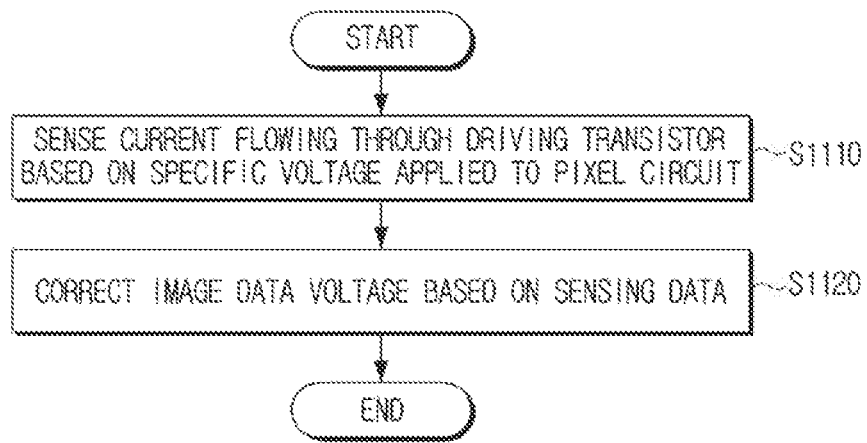 START
SENSE CURRENT FLOWING THROUGH DRIVING TRANSISTOR
BASED ON SPECIFIC VOLTAGE APPLIED TO PIXEL CIRCUIT
S1110
CORRECT IMAGE DATA VOLTAGE BASED ON SENSING DATA
S1120
END